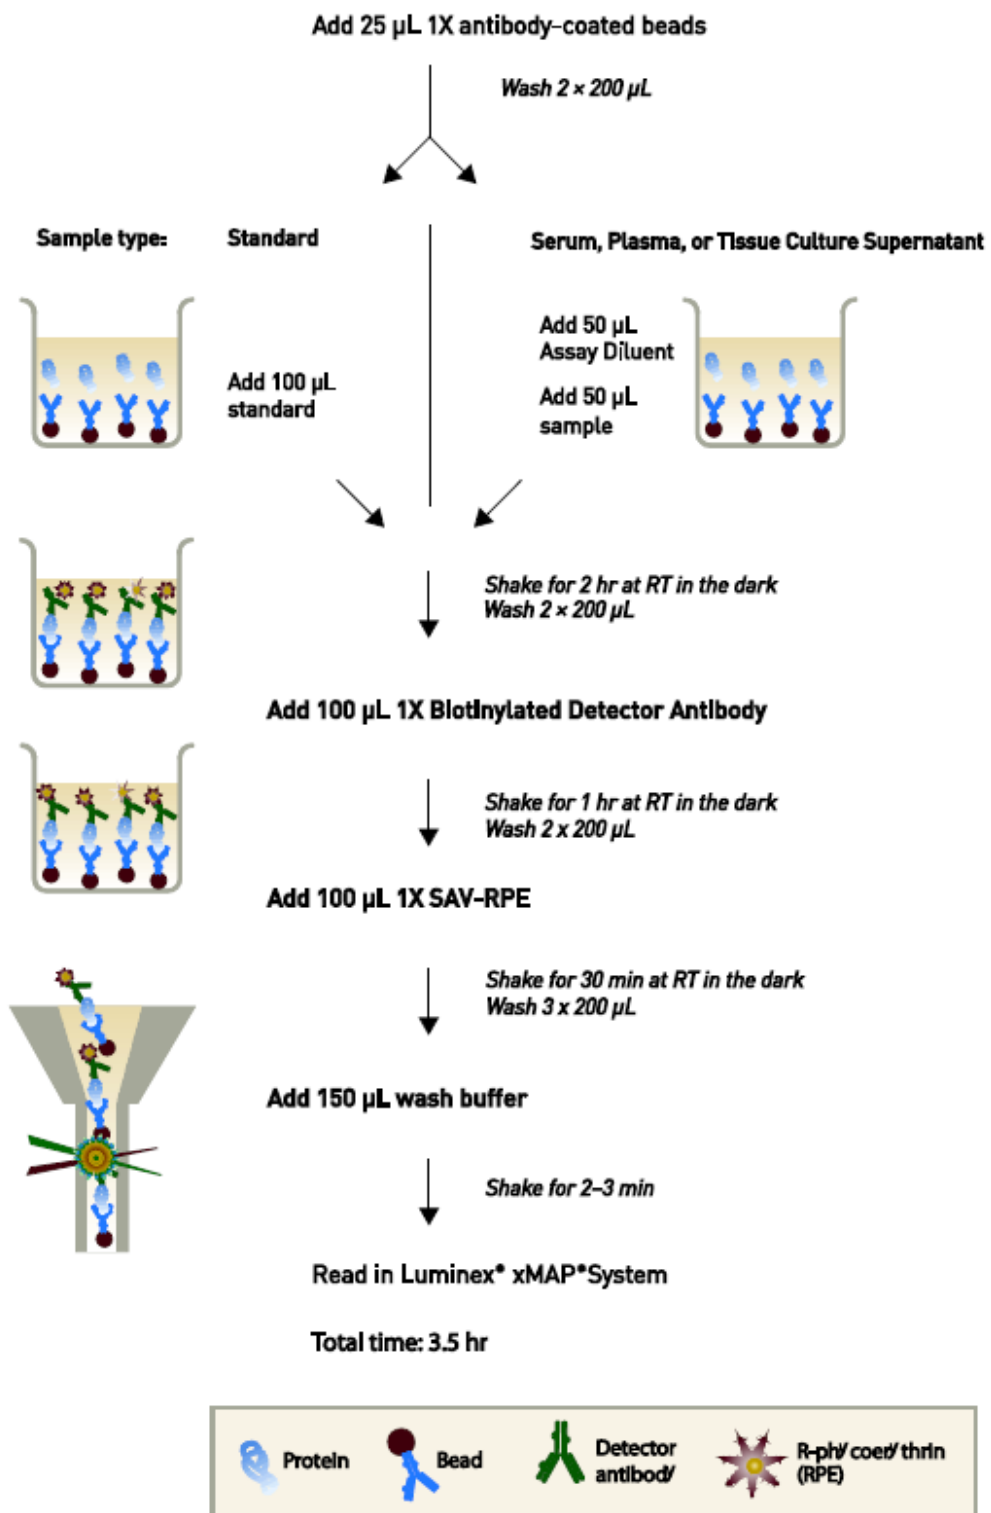 Add 25 µL 1X antibody-coated beads
Wash 2 × 200 µL
Sample type:
Standard
Serum, Plasma, or Tissue Culture Supernatant
Add 100 µL
standard
Add 50 µL
Assay Diluent
Add 50 µL
sample
Shake for 2 hr at RT in the dark
Wash 2 × 200 µL
Add 100 µL 1X Biotinylated Detector Antibody
Shake for 1 hr at RT in the dark
Wash 2 x 200 µL
Add 100 µL 1X SAV-RPE
Shake for 30 min at RT in the dark
Wash 3 x 200 µL
Add 150 µL wash buffer
Shake for 2–3 min
Read in Luminex® xMAP® System
Total time: 3.5 hr
Protein
Bead
Detector
antibod/
R-ph/ coer/ thrin
(RPE)